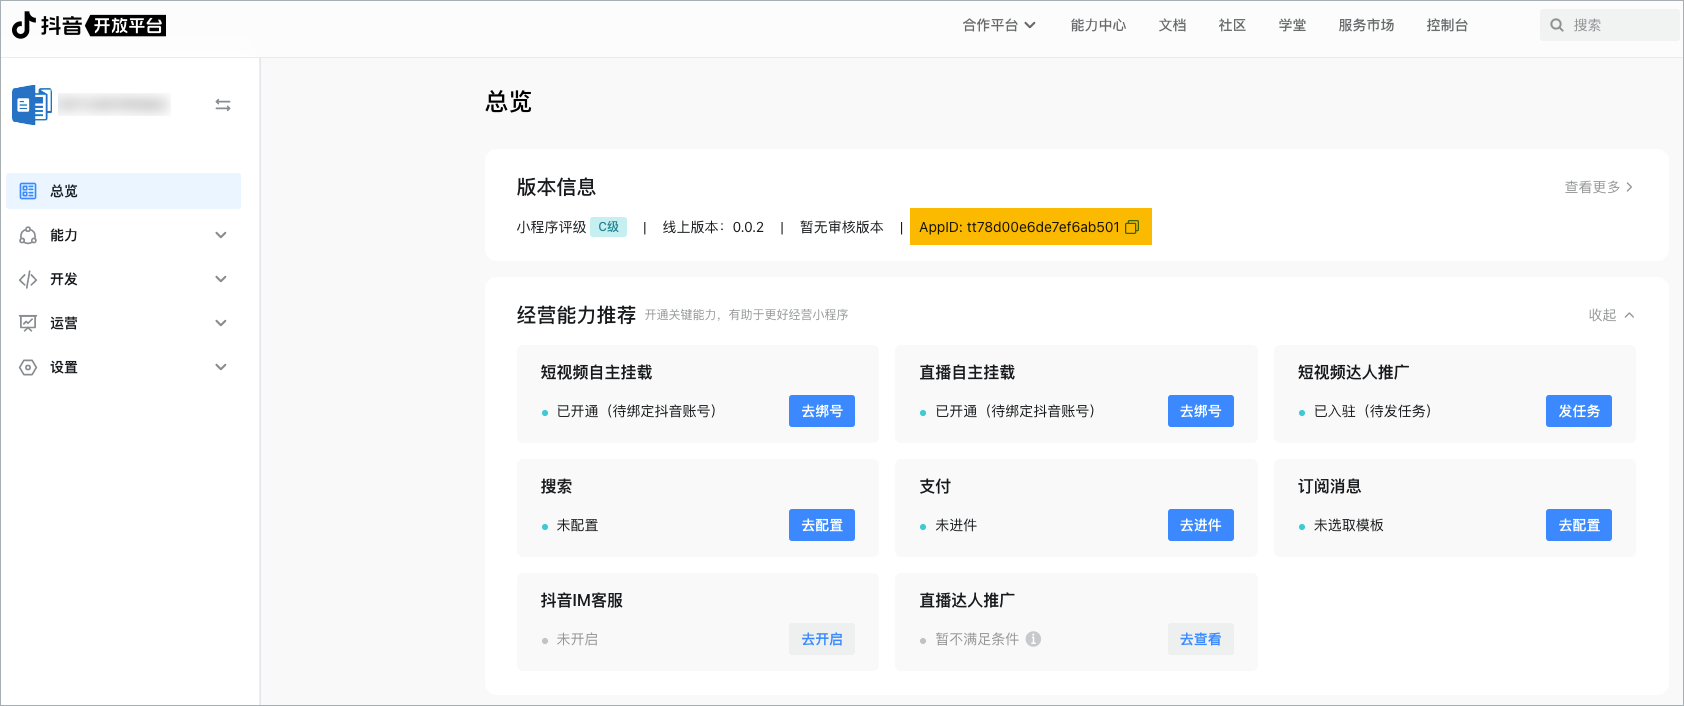 抖音 开放平台
合作平台 能力中心 文档 社区 学堂 服务市场 控制台 搜索
总览
能力
开发
运营
设置
总览
版本信息 查看更多
小程序评级 C级 | 线上版本：0.0.2 | 暂无审核版本 | AppID: tt78d00e6de7ef6ab501
经营能力推荐 开通关键能力，有助于更好经营小程序 收起
短视频自主挂载
已开通（待绑定抖音账号） 去绑号
直播自主挂载
已开通（待绑定抖音账号） 去绑号
短视频达人推广
已入驻（待发任务） 发任务
搜索
未配置 去配置
支付
未进件 去进件
订阅消息
未选取模板 去配置
抖音IM客服
未开启 去开启
直播达人推广
暂不满足条件 去查看